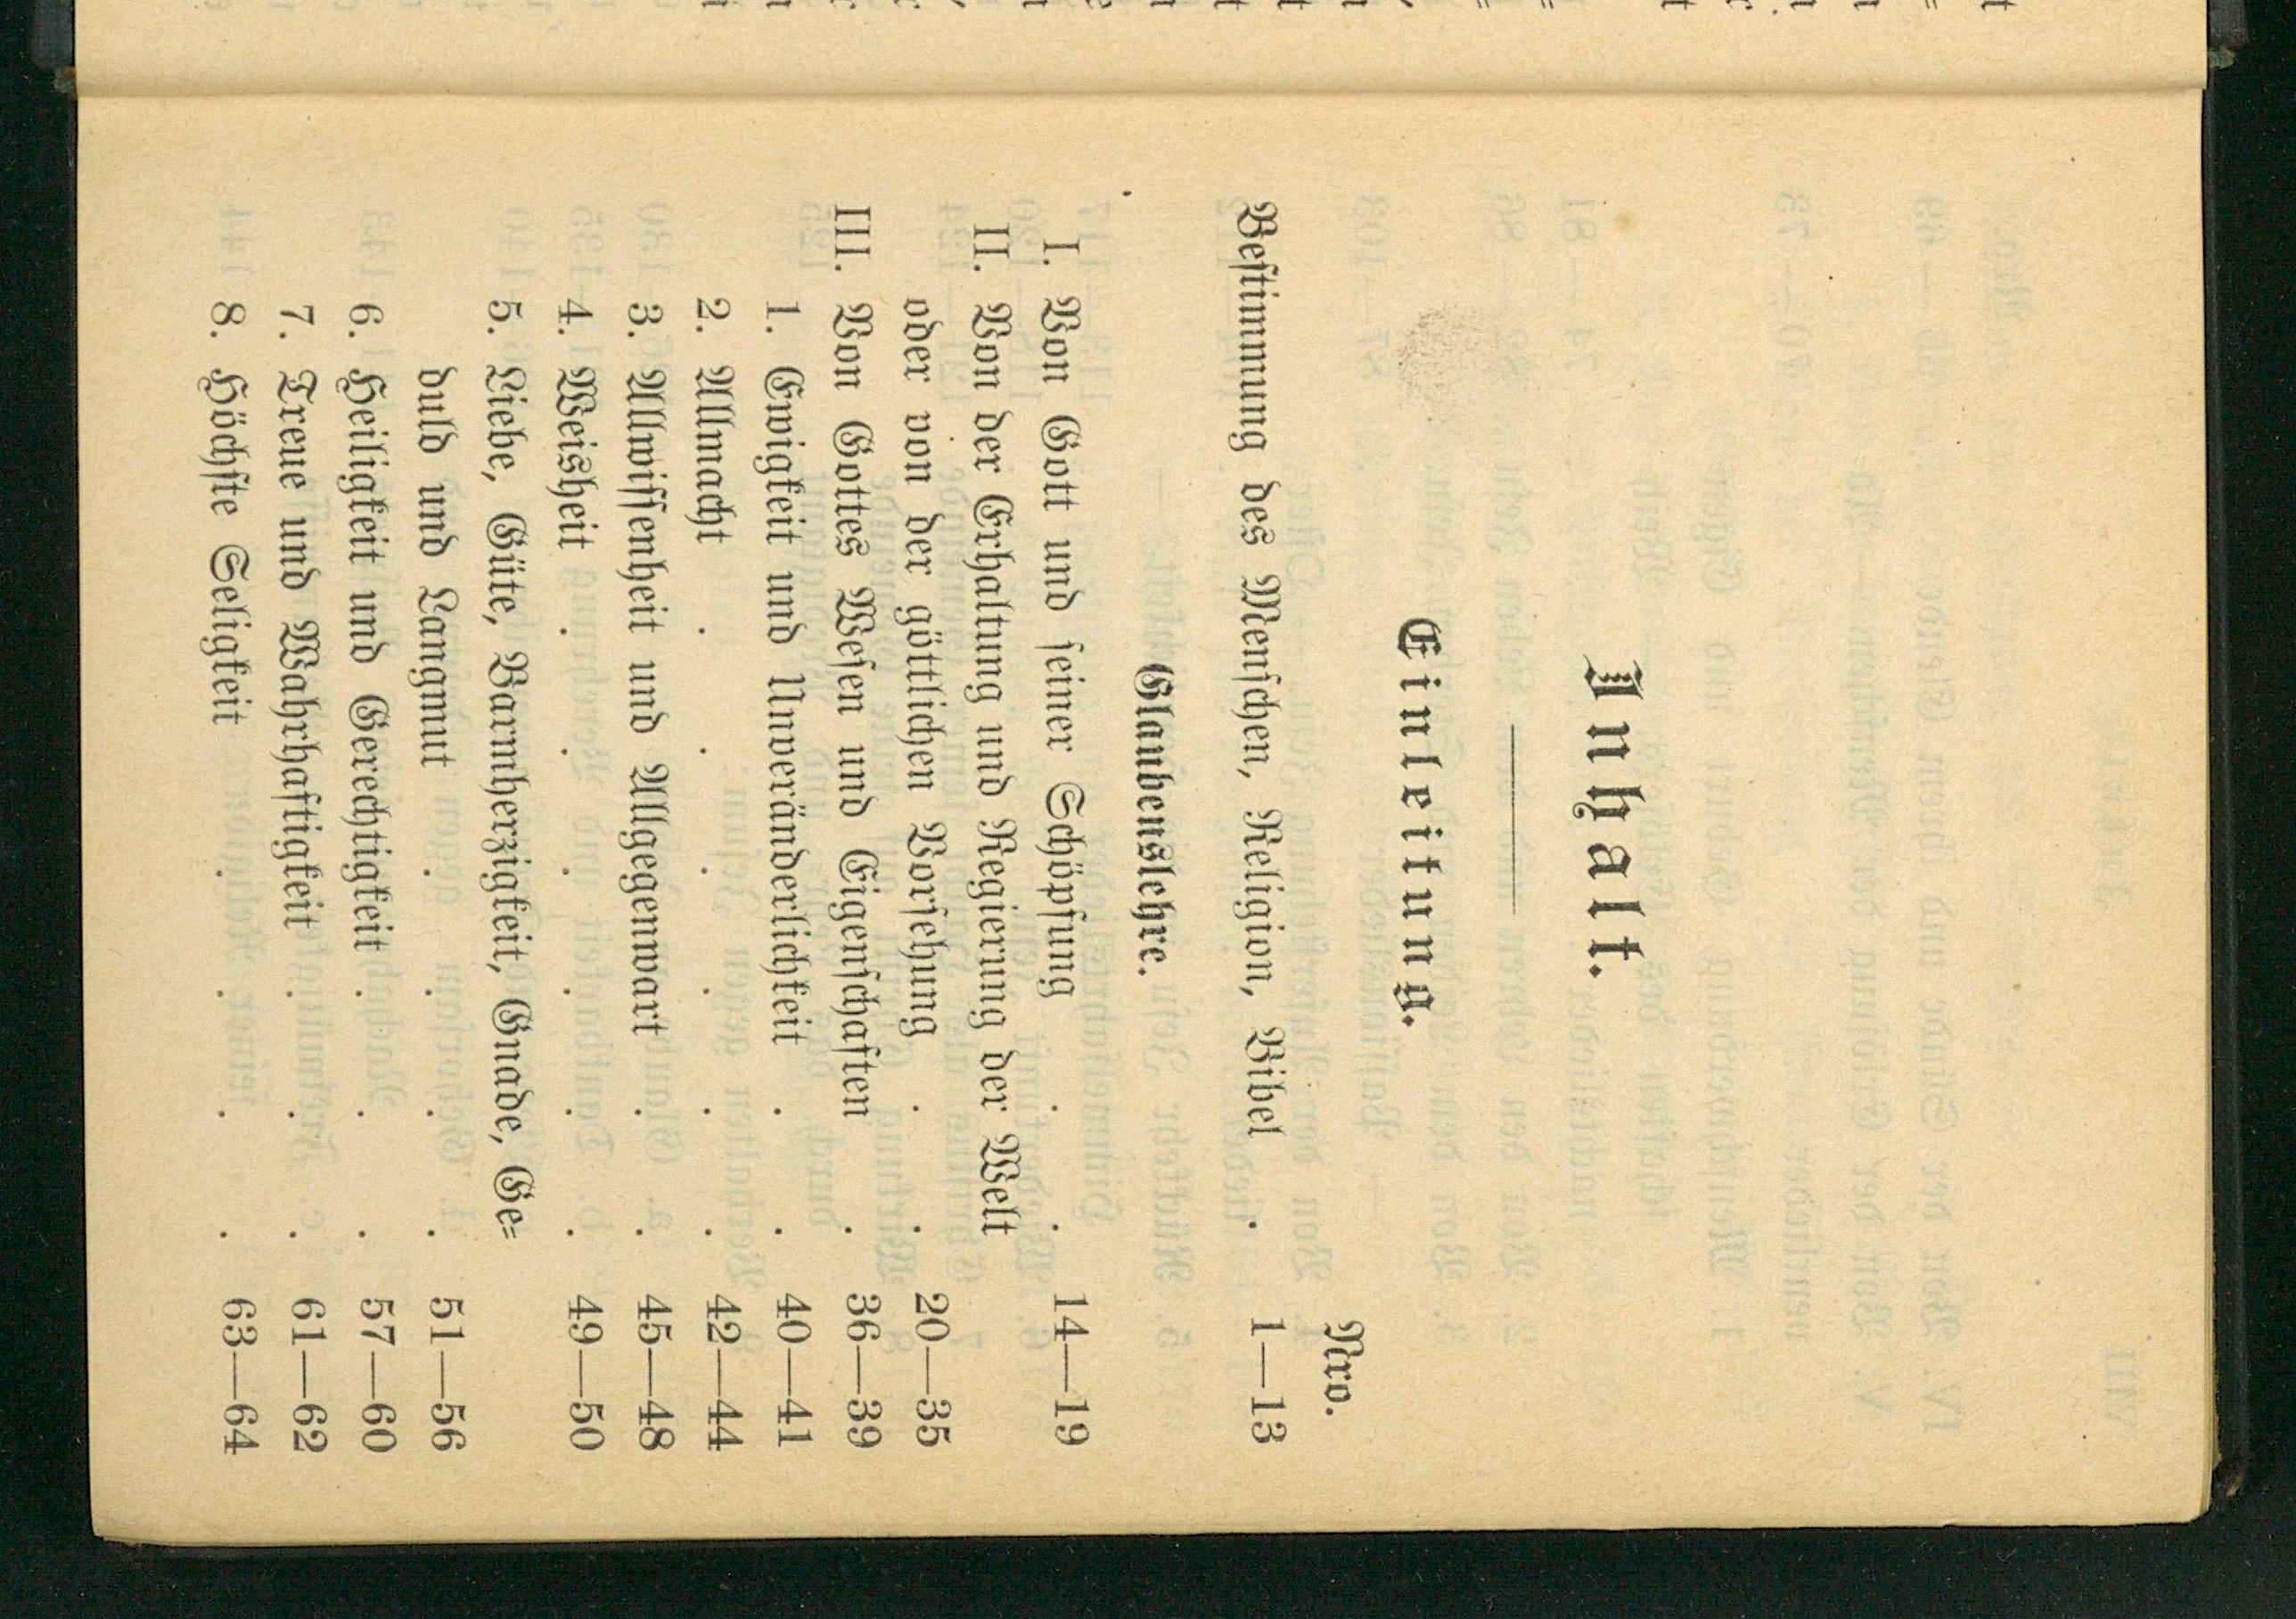 Inhalt.
Einleitung.
Nro.
Beſtimmung des Menſchen, Religion, Bibel . 1—13
Glaubenslehre.
I. Von Gott und ſeiner Schöpfung . . 14—19
II. Von der Erhaltung und Regierung der Welt
oder von der göttlichen Vorſehung . . 20—35
III. Von Gottes Weſen und Eigenſchaften . 36—39
1. Ewigkeit und Unveränderlichkeit . . 40—41
2. Allmacht . . . . . . 42—44
3. Allwiſſenheit und Allgegenwart . . 45—48
4. Weisheit . . . . . . 49—50
5. Liebe, Güte, Barmherzigkeit, Gnade, Ge=
duld und Langmut . . . . 51—56
6. Heiligkeit und Gerechtigkeit . . . 57—60
7. Treue und Wahrhaftigkeit . . . 61—62
8. Höchſte Seligkeit . . . . 63—64